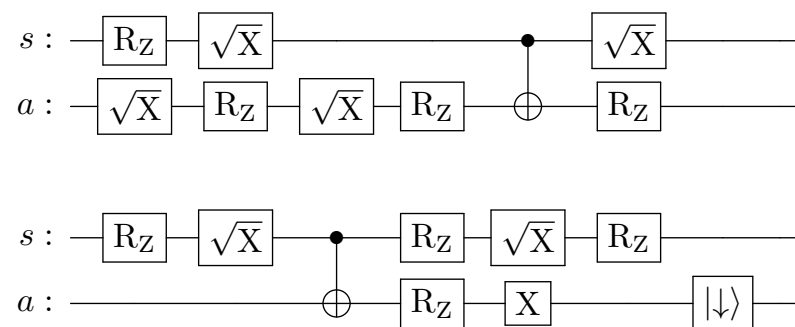 s : R_Z √X √X
a : √X R_Z √X R_Z R_Z
s : R_Z √X R_Z √X R_Z
a : R_Z X |↓⟩